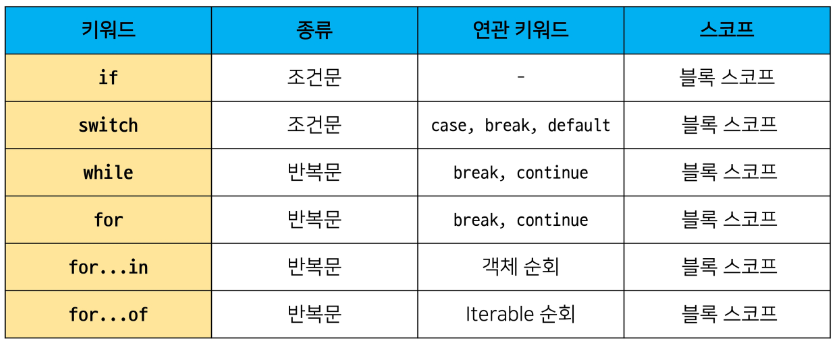 키워드 종류 연관 키워드 스코프
if 조건문 - 블록 스코프
switch 조건문 case, break, default 블록 스코프
while 반복문 break, continue 블록 스코프
for 반복문 break, continue 블록 스코프
for...in 반복문 객체 순회 블록 스코프
for...of 반복문 Iterable 순회 블록 스코프